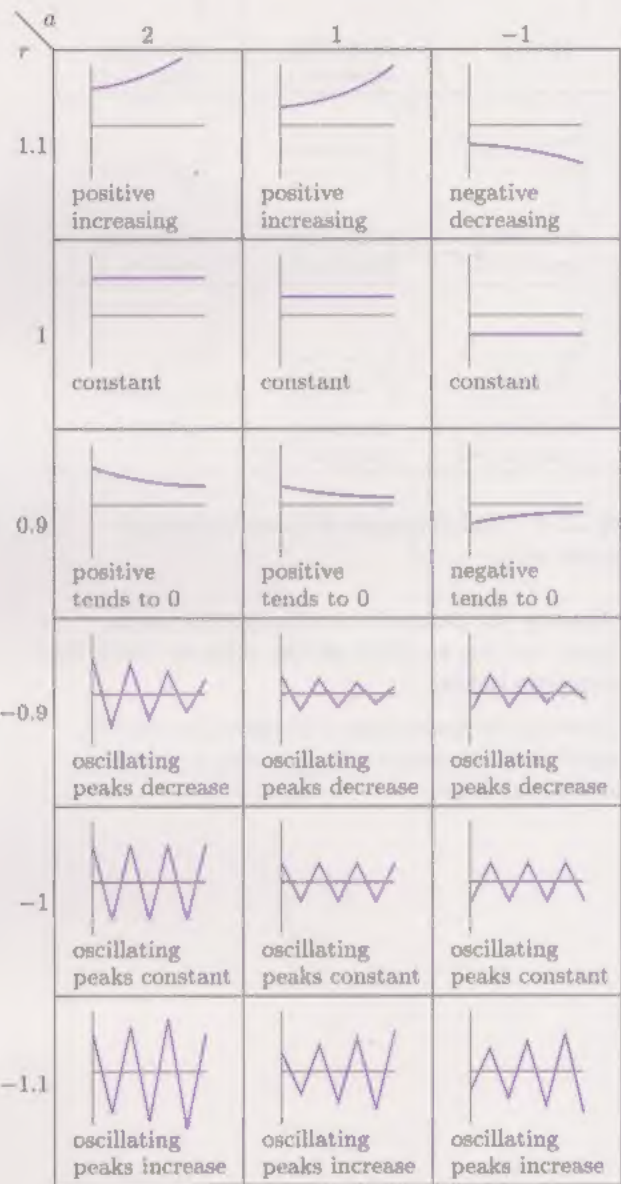 a
r
2 1 −1
1.1
positive positive negative
increasing increasing decreasing
1
constant constant constant
0.9
positive positive negative
tends to 0 tends to 0 tends to 0
−0.9
oscillating oscillating oscillating
peaks decrease peaks decrease peaks decrease
−1
oscillating oscillating oscillating
peaks constant peaks constant peaks constant
−1.1
oscillating oscillating oscillating
peaks increase peaks increase peaks increase